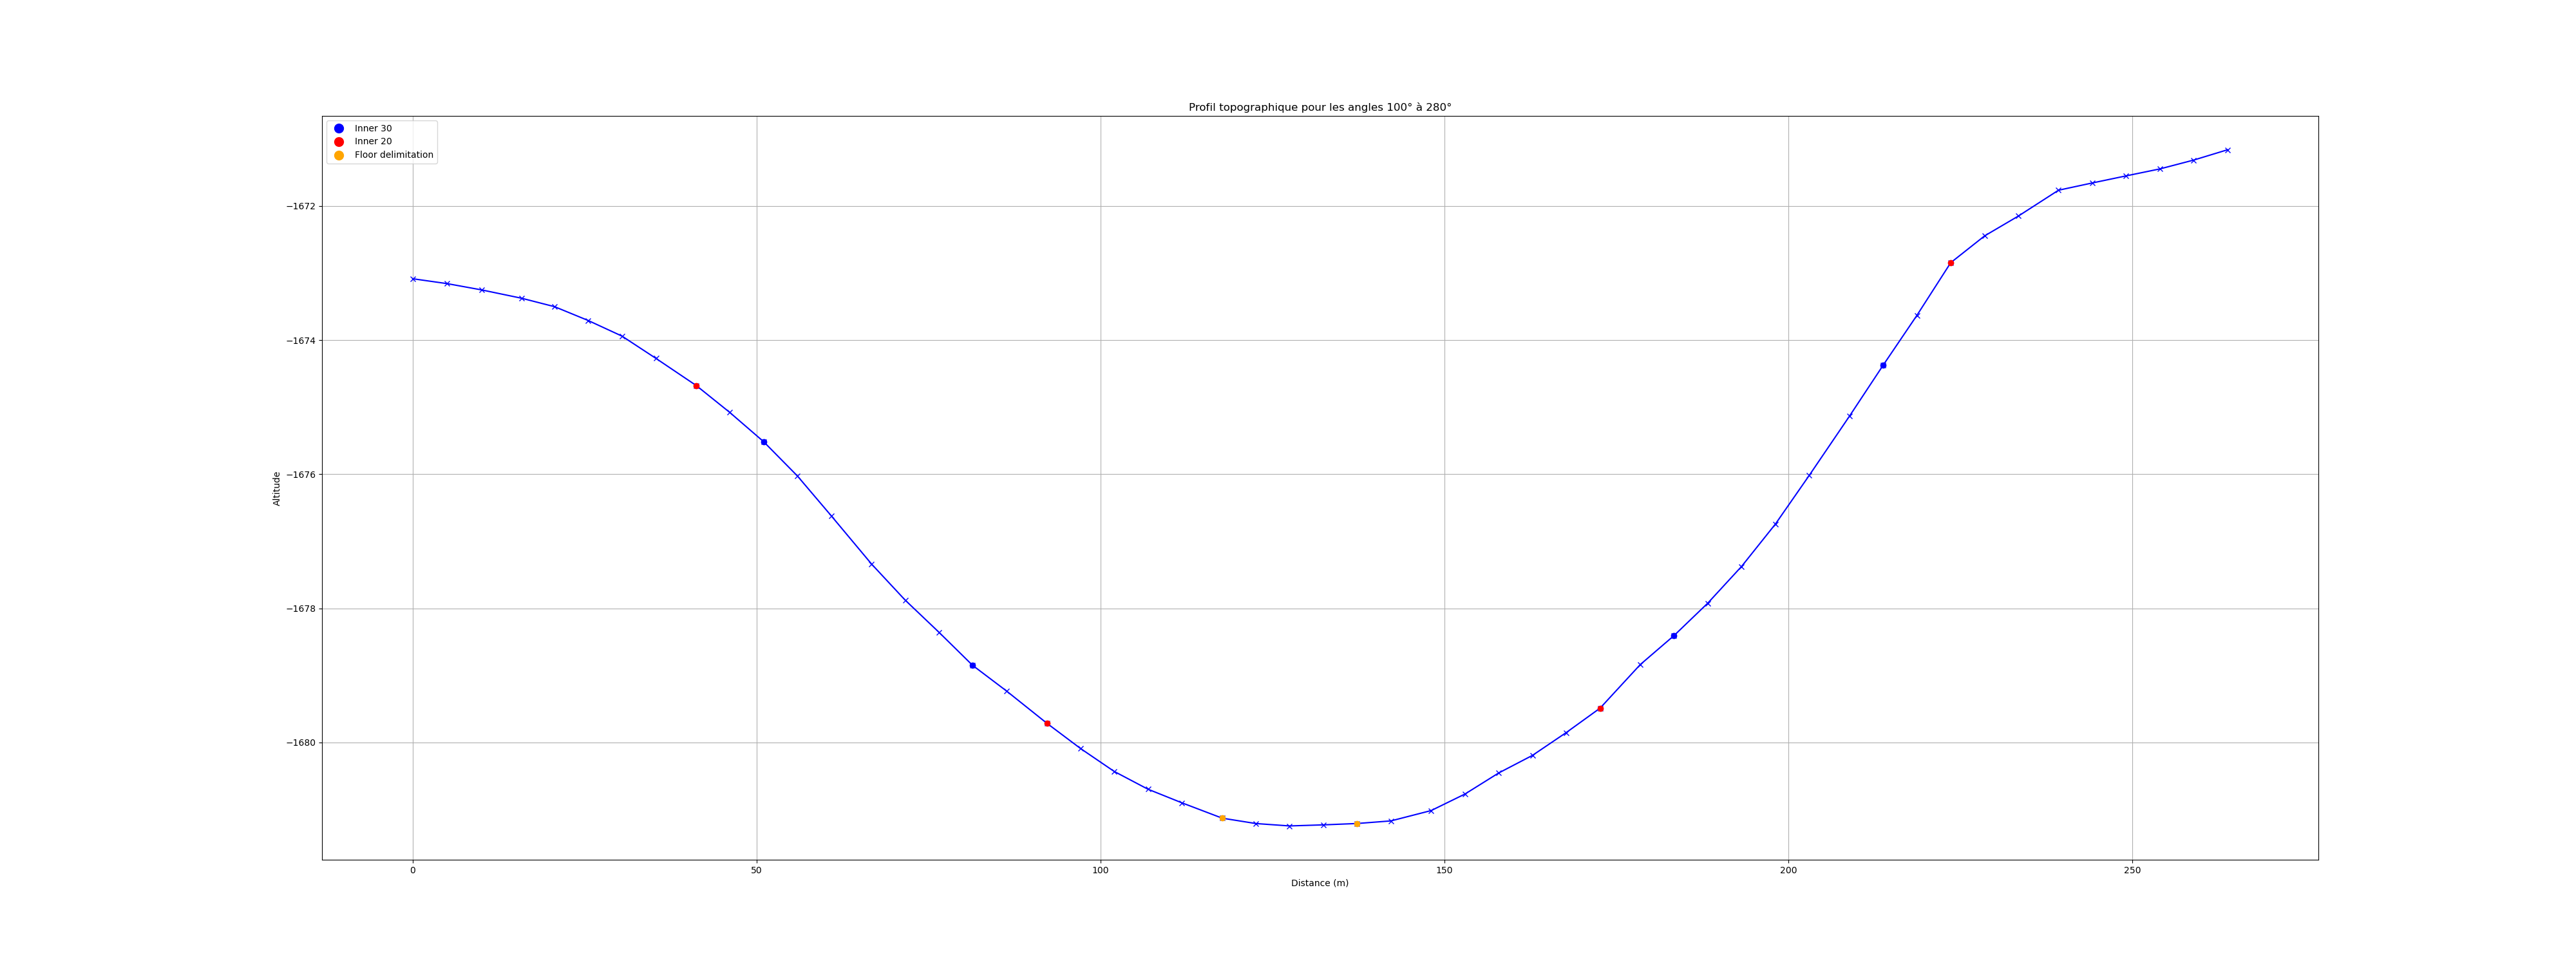 Profil topographique pour les angles 100° à 280°
Inner 30
Inner 20
Floor delimitation
−1672
−1674
−1676
−1678
−1680
Altitude
0 50 100 150 200 250
Distance (m)